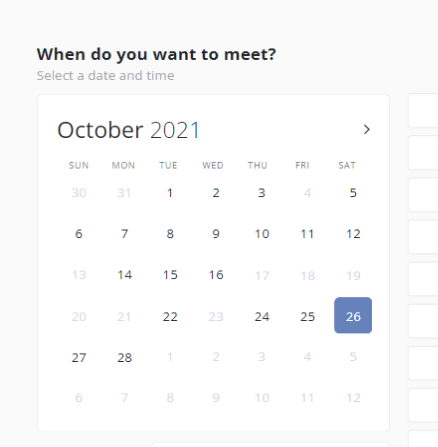 When do you want to meet?
Select a date and time
October 2021
SUN MON TUE WED THU FRI SAT
30 31 1 2 3 4 5
6 7 8 9 10 11 12
13 14 15 16 17 18 19
20 21 22 23 24 25 26
27 28 1 2 3 4 5
6 7 8 9 10 11 12